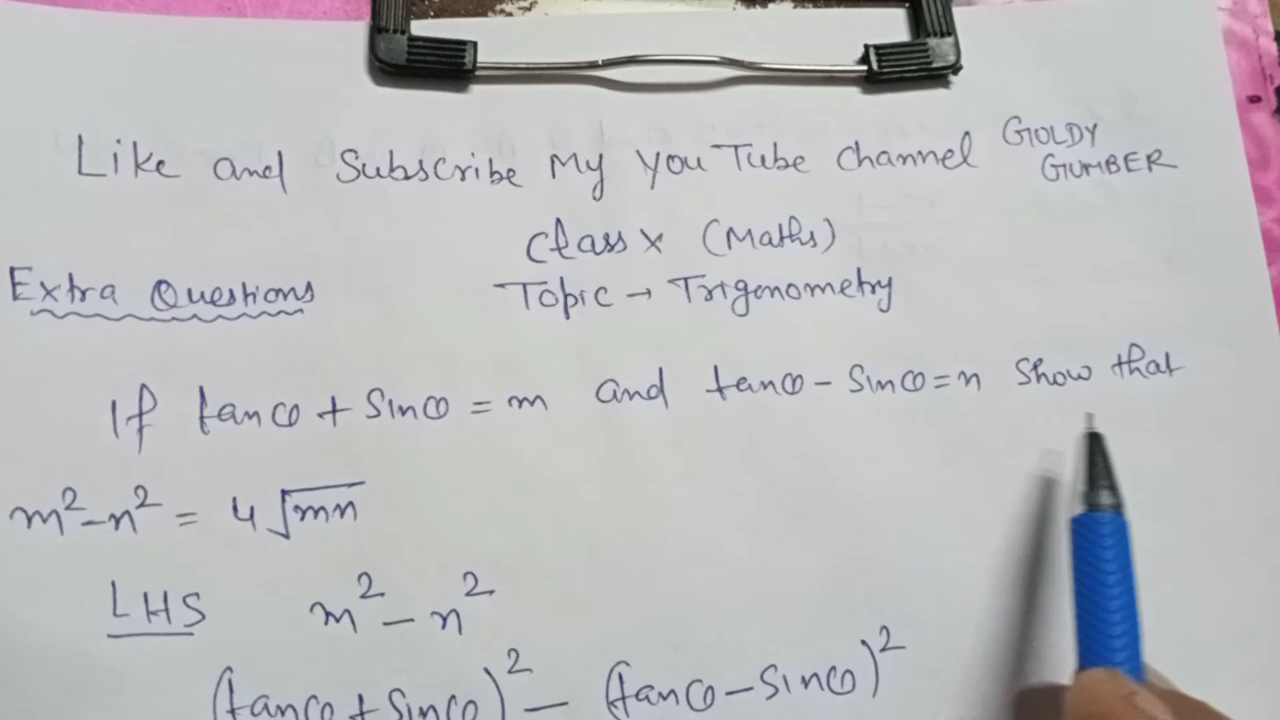 Like and Subscribe My YouTube Channel GOLDY GUMBER
Class X (Maths)
Extra Questions Topic → Trigonometry
If tanθ + Sinθ = m and tanθ - Sinθ = n Show that
m² - n² = 4√mn
LHS m² - n²
(tanθ + Sinθ)² - (tanθ - Sinθ)²